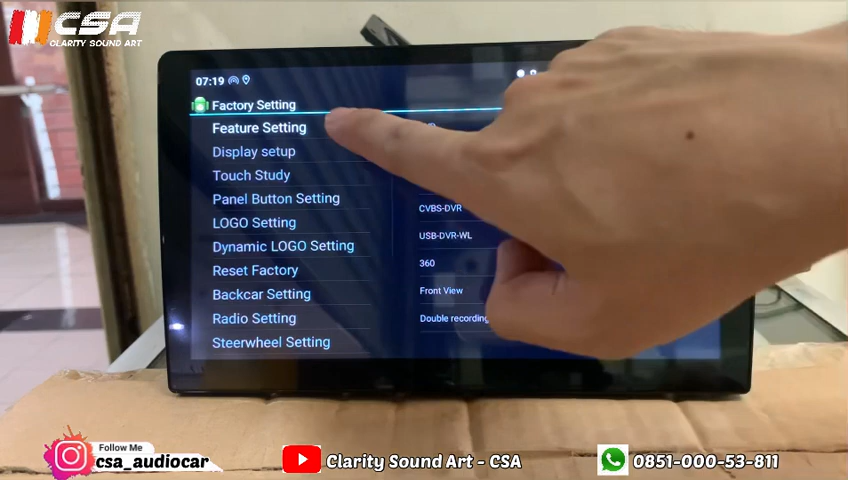 CSA
CLARITY SOUND ART
07:19
Factory Setting
Feature Setting
Display setup
Touch Study
Panel Button Setting
LOGO Setting
Dynamic LOGO Setting
Reset Factory
Backcar Setting
Radio Setting
Steerwheel Setting
CVBS-DVR
USB-DVR-WL
360
Front View
Double recording
Follow Me
csa_audiocar
Clarity Sound Art - CSA
0851-000-53-811